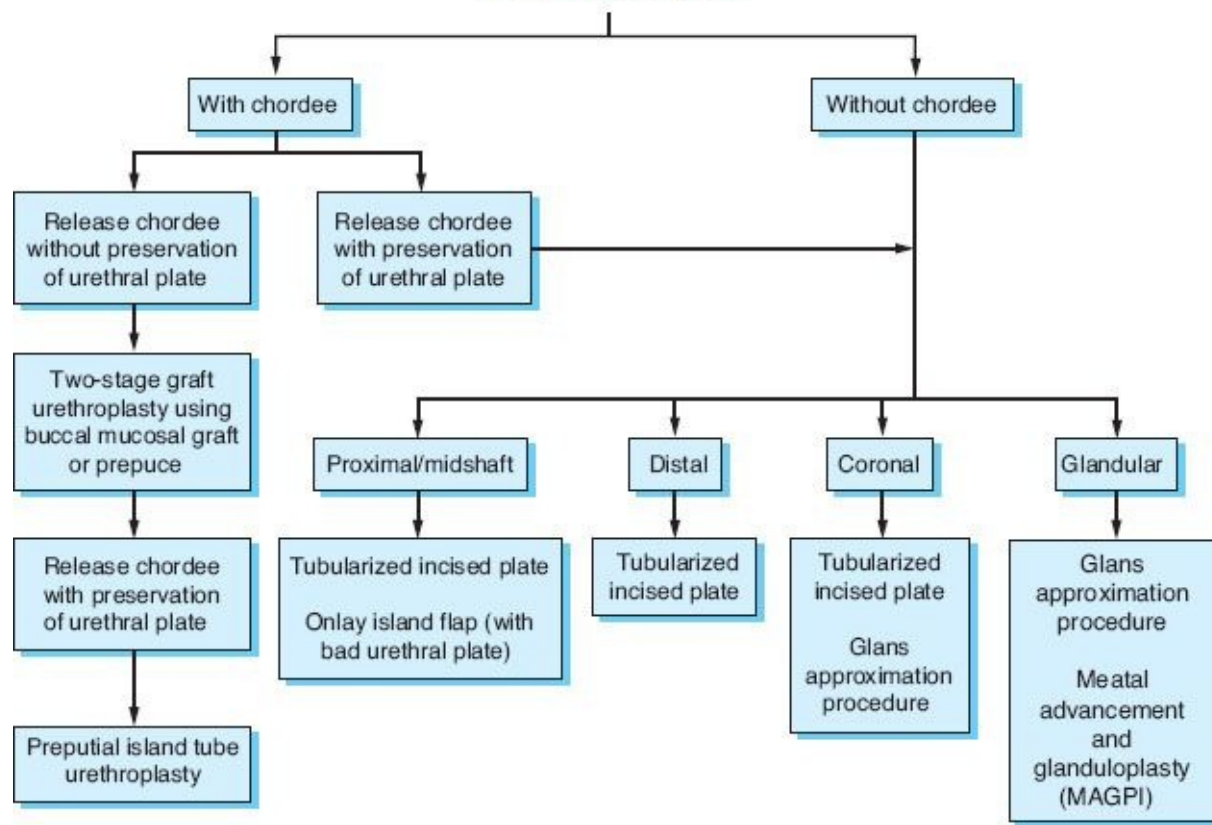 With chordee
Without chordee
Release chordee
without preservation
of urethral plate
Release chordee
with preservation
of urethral plate
Two-stage graft
urethroplasty using
buccal mucosal graft
or prepuce
Proximal/midshaft
Distal
Coronal
Glandular
Release chordee
with preservation
of urethral plate
Tubularized incised plate
Onlay island flap (with
bad urethral plate)
Tubularized
incised plate
Tubularized
incised plate
Glans
approximation
procedure
Glans
approximation
procedure
Meatal
advancement
and
glanduloplasty
(MAGPI)
Preputial island tube
urethroplasty